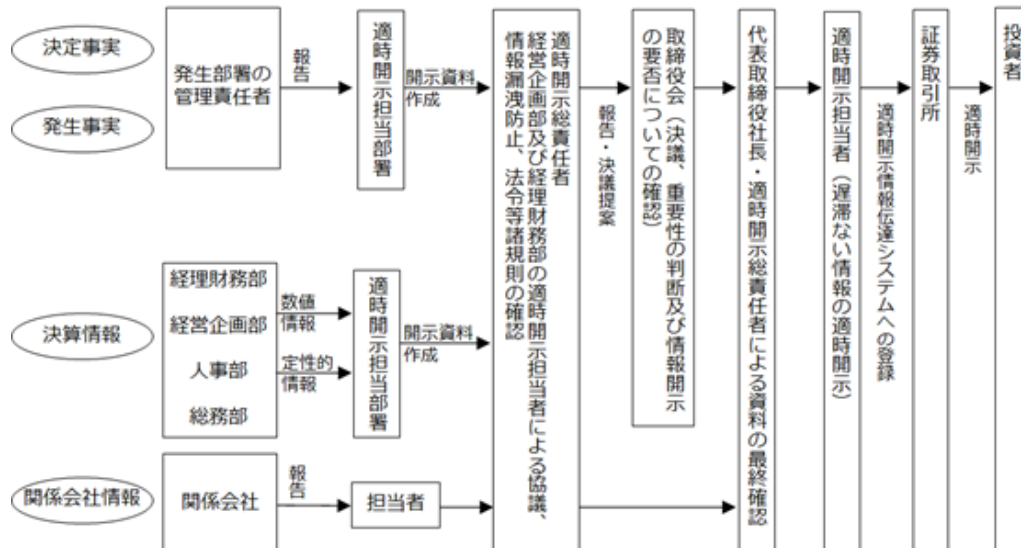 決定事実
発生事実
発生部署の
管理責任者
報告
適時開示担当部署
開示資料
作成
決算情報
経理財務部
経営企画部
人事部
総務部
数値
情報
定性的
情報
適時開示担当部署
開示資料
作成
関係会社情報
関係会社
報告
担当者
適時開示総責任者
経営企画部及び経理財務部の適時開示担当者による協議、
情報漏洩防止、法令等諸規則の確認
報告・決議提案
取締役会（決議、重要性の判断及び情報開示
の要否についての確認）
代表取締役社長・適時開示総責任者による資料の最終確認
適時開示担当者（遅滞ない情報の適時開示）
適時開示情報伝達システムへの登録
証券取引所
適時開示
投資者